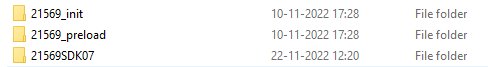 21569_init 10-11-2022 17:28 File folder
21569_preload 10-11-2022 17:28 File folder
21569SDK07 22-11-2022 12:20 File folder